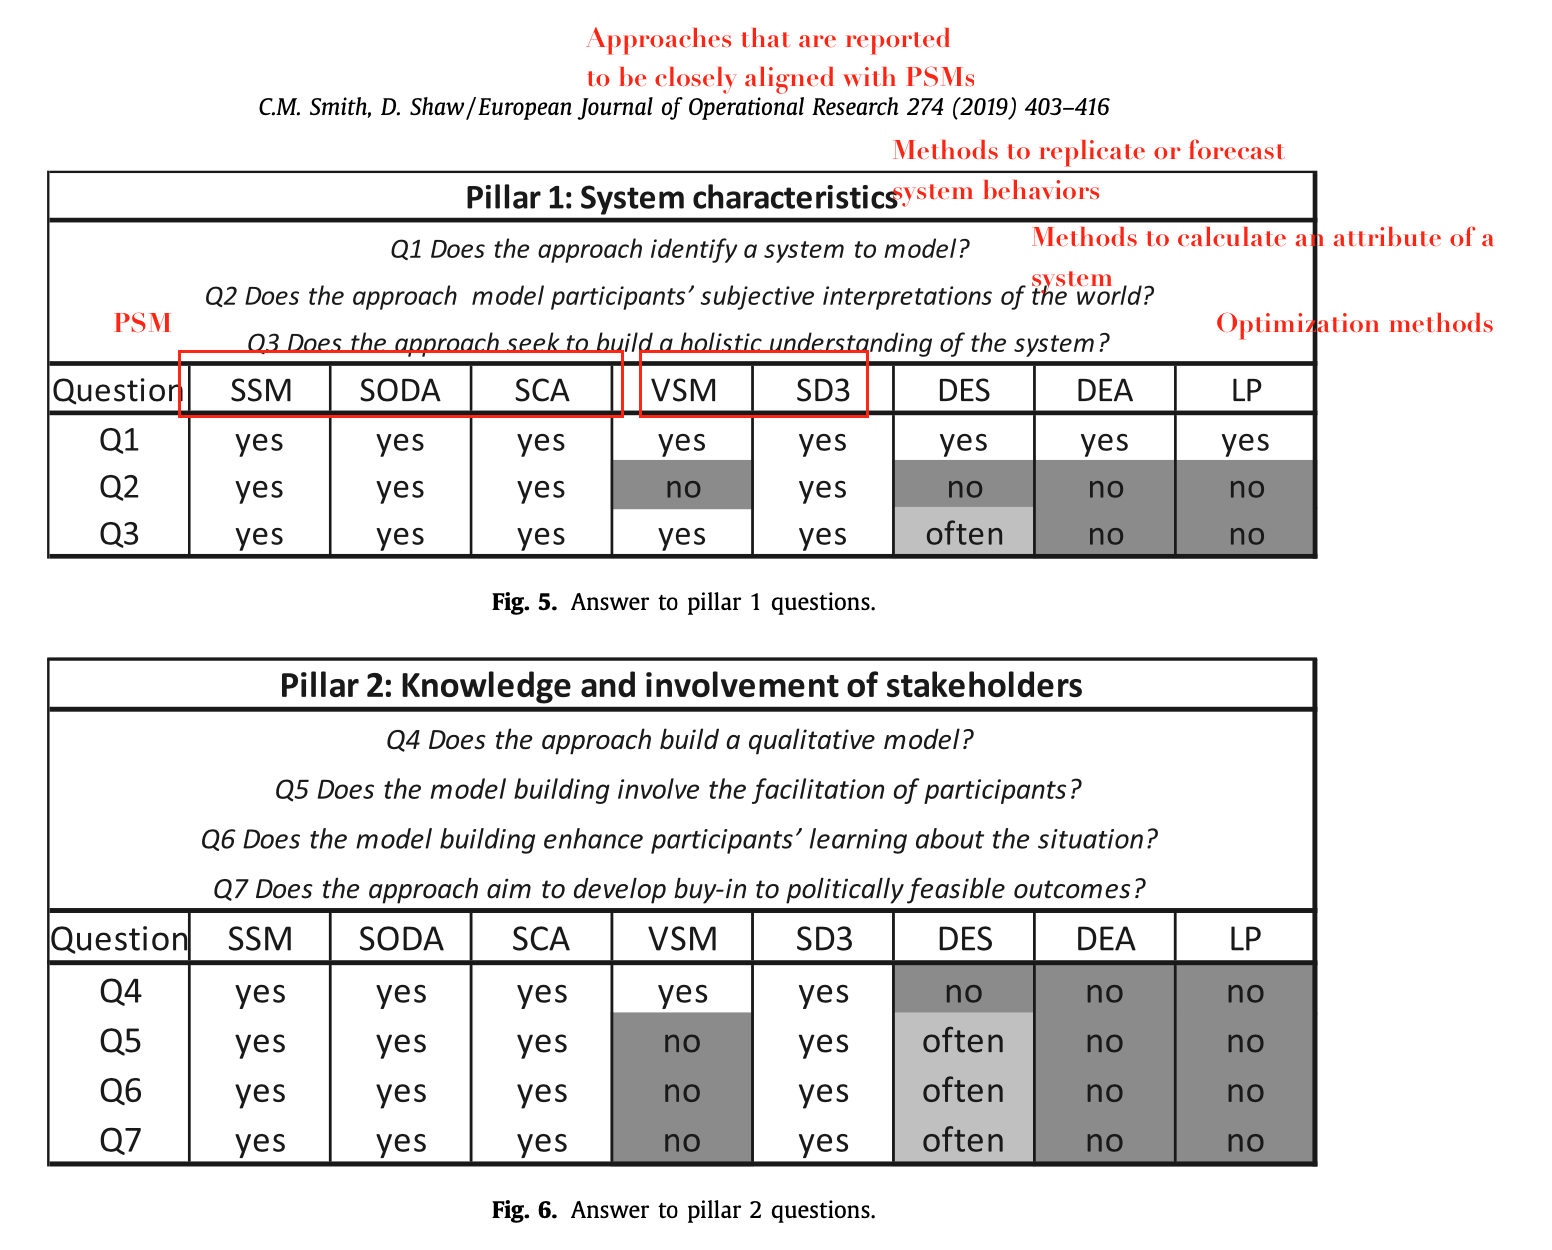 Approaches that are reported
to be closely aligned with PSMs
C.M. Smith, D. Shaw / European Journal of Operational Research 274 (2019) 403–416
Methods to replicate or forecast
system behaviors
Pillar 1: System characteristics
Methods to calculate an attribute of a
system
Q1 Does the approach identify a system to model?
Q2 Does the approach model participants’ subjective interpretations of the world?
PSM
Optimization methods
Q3 Does the approach seek to build a holistic understanding of the system?
Question SSM SODA SCA VSM SD3 DES DEA LP
Q1 yes yes yes yes yes yes yes yes
Q2 yes yes yes no yes no no no
Q3 yes yes yes yes yes often no no
Fig. 5. Answer to pillar 1 questions.
Pillar 2: Knowledge and involvement of stakeholders
Q4 Does the approach build a qualitative model?
Q5 Does the model building involve the facilitation of participants?
Q6 Does the model building enhance participants’ learning about the situation?
Q7 Does the approach aim to develop buy-in to politically feasible outcomes?
Question SSM SODA SCA VSM SD3 DES DEA LP
Q4 yes yes yes yes yes no no no
Q5 yes yes yes no yes often no no
Q6 yes yes yes no yes often no no
Q7 yes yes yes no yes often no no
Fig. 6. Answer to pillar 2 questions.